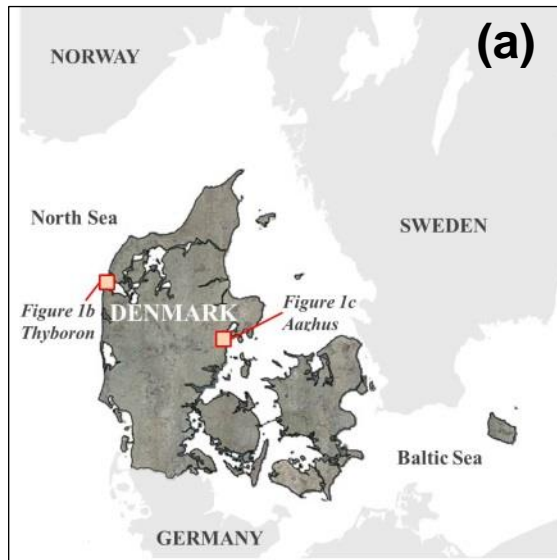 NORWAY
(a)
North Sea
SWEDEN
Figure 1b
Thyboron
DENMARK
Figure 1c
Aarhus
Baltic Sea
GERMANY